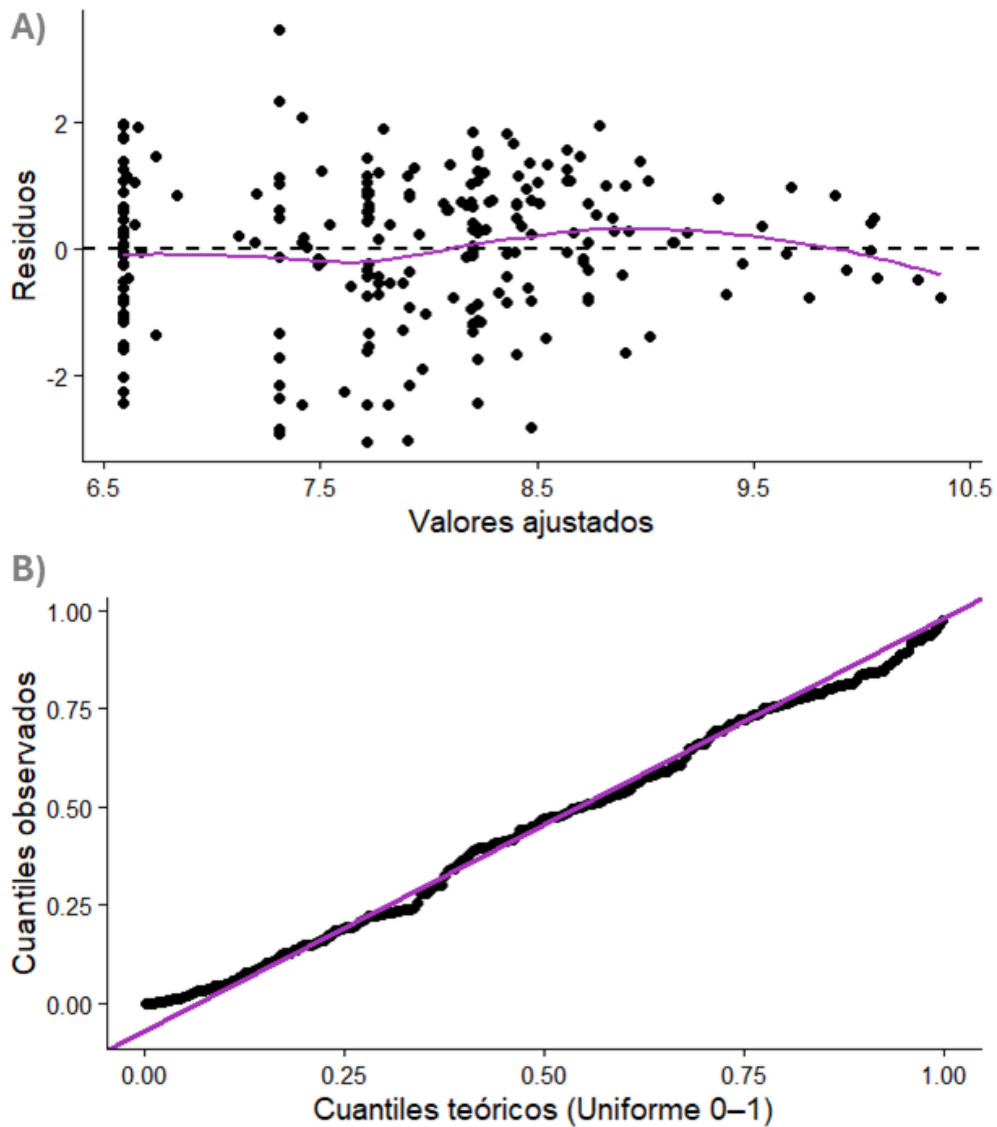 A)
2
0
-2
Residuos
6.5 7.5 8.5 9.5 10.5
Valores ajustados
B)
1.00
0.75
0.50
0.25
0.00
Cuantiles observados
0.00 0.25 0.50 0.75 1.00
Cuantiles teóricos (Uniforme 0–1)